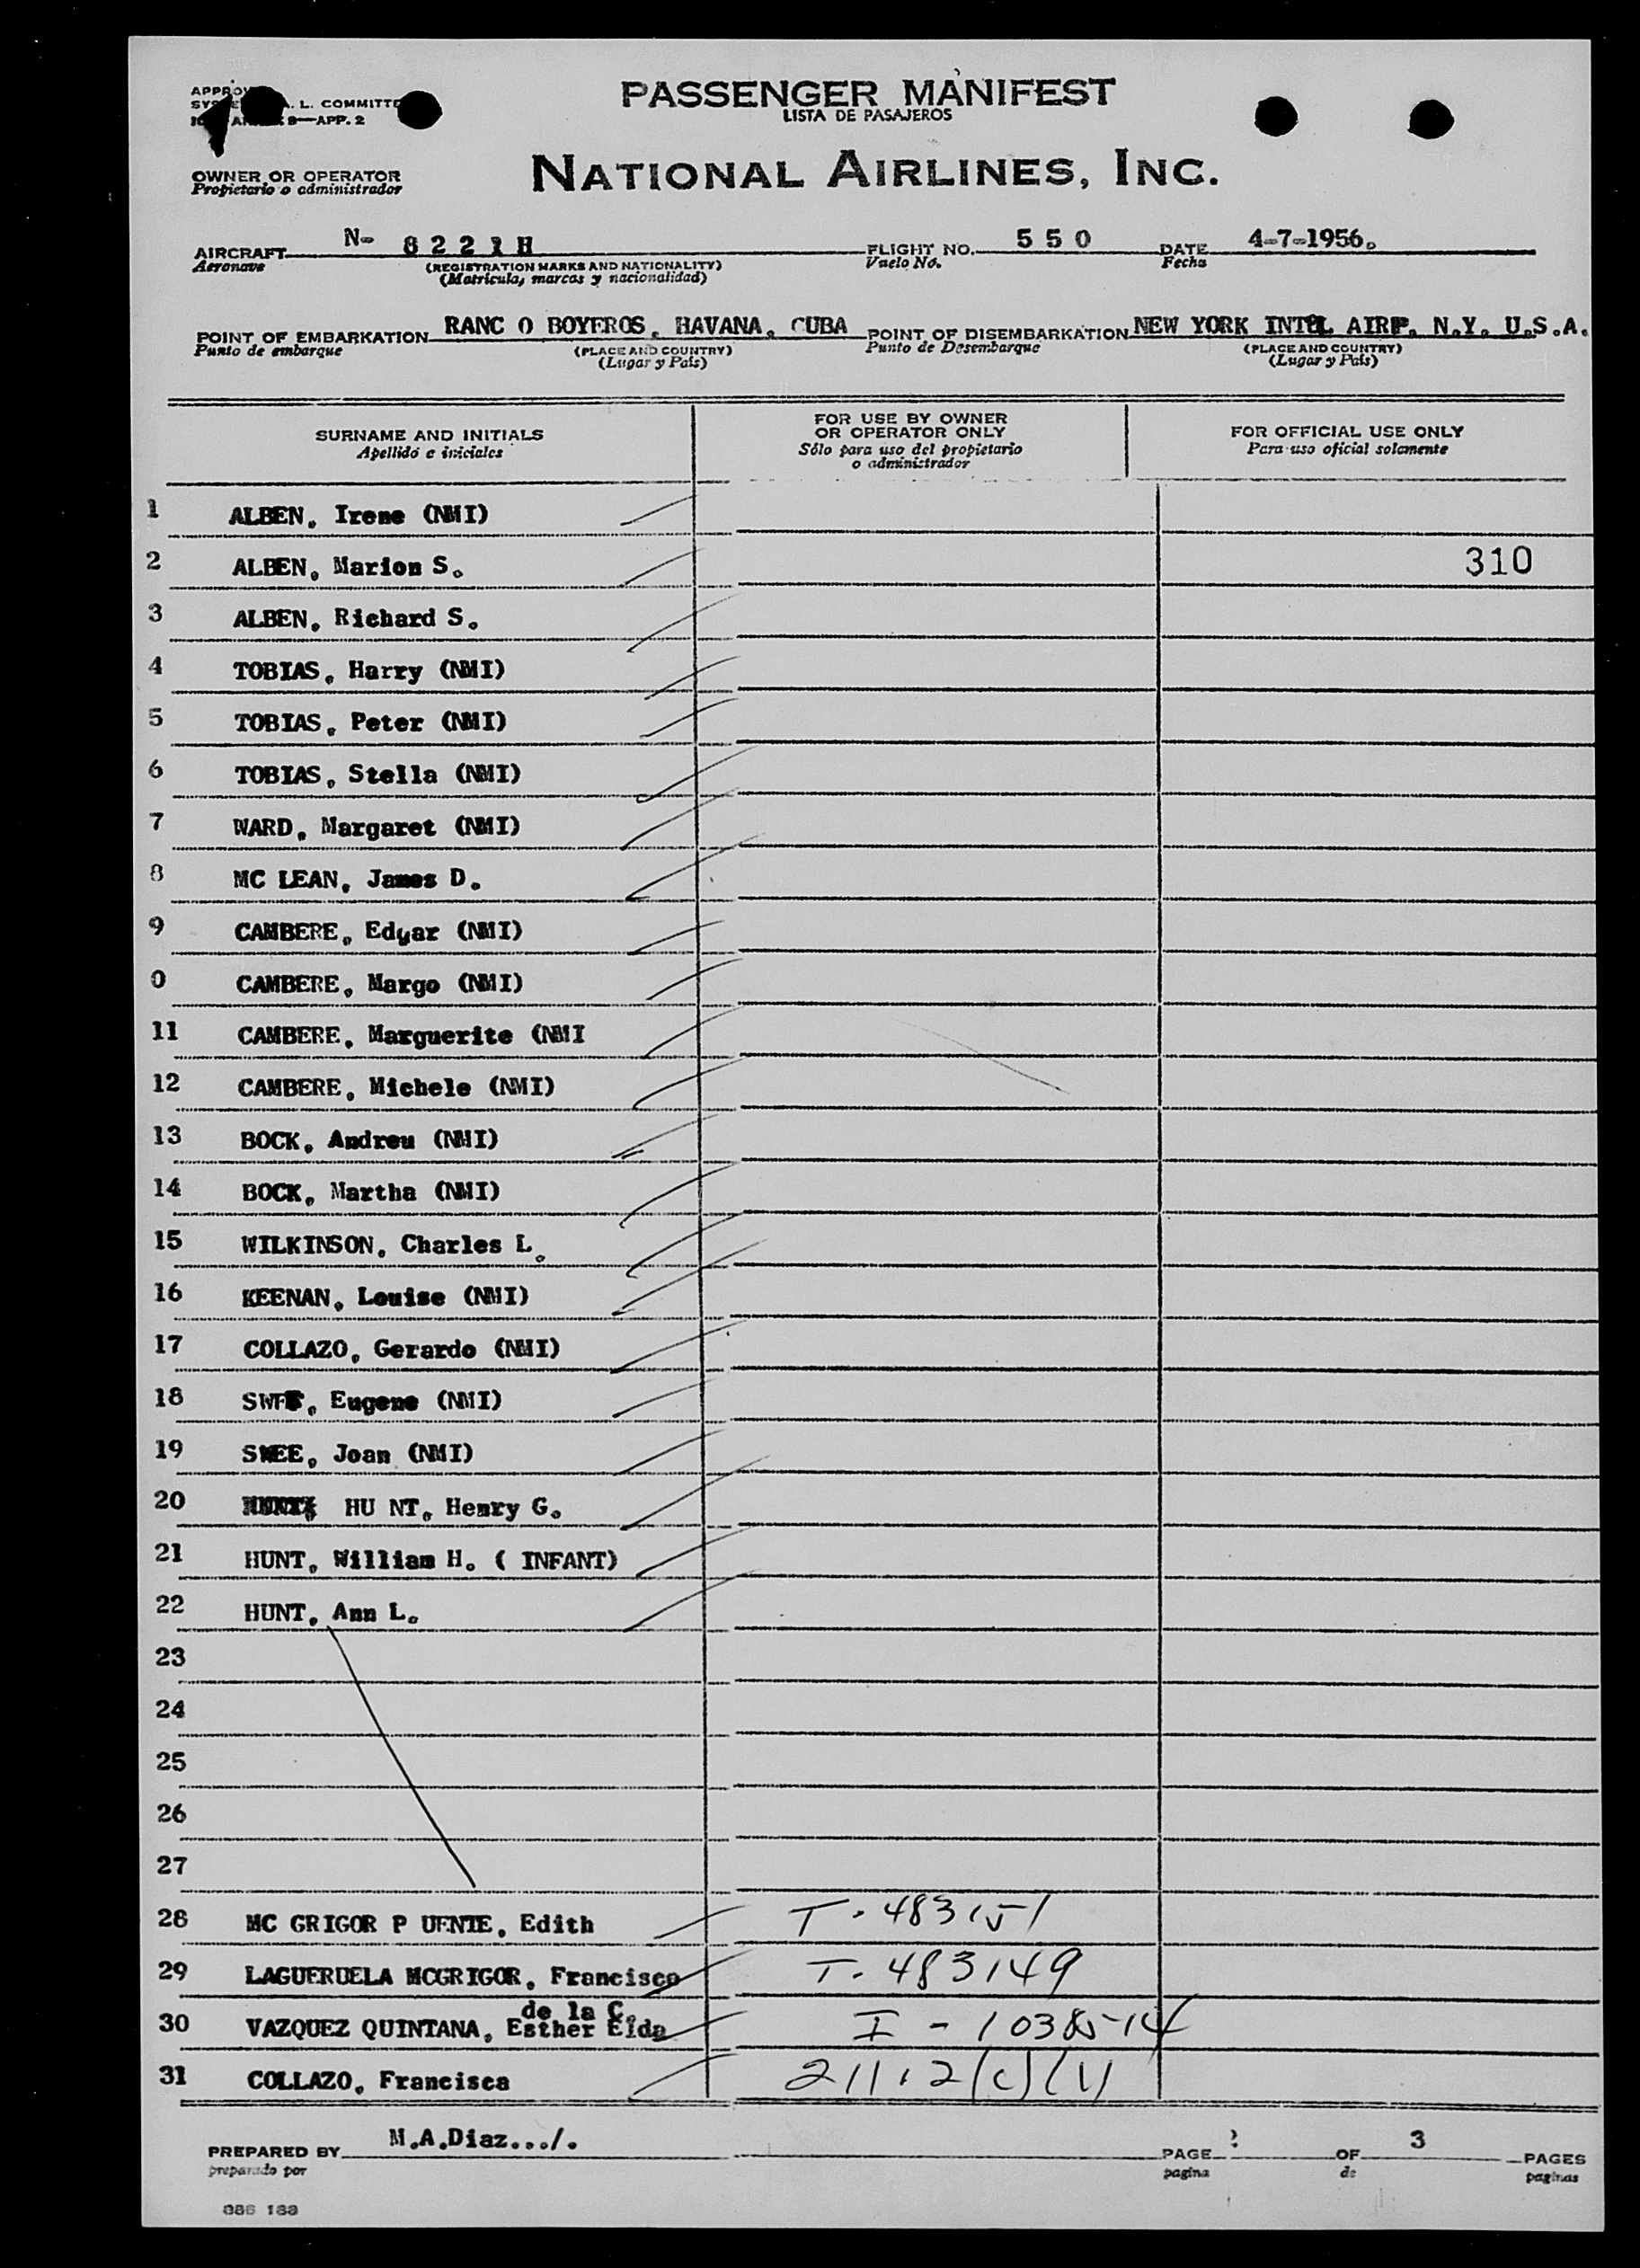 PASSENGER MANIFEST
LISTA DE PASAJEROS
L. COMMITTE
9—APP. 2
NATIONAL AIRLINES, INC.
OWNER OR OPERATOR
Propietario o administrador
AIRCRAFT N- 8221H FLIGHT NO. 550 DATE 4-7-1956.
Aeronave (REGISTRATION MARKS AND NATIONALITY) Vuelo No. Fecha
(Matricula, marcas y nacionalidad)
POINT OF EMBARKATION RANC O BOYEROS, HAVANA, CUBA POINT OF DISEMBARKATION NEW YORK INTL AIRP. N.Y. U.S.A.
Punto de embarque (PLACE AND COUNTRY) Punto de Desembarque (PLACE AND COUNTRY)
(Lugar y País) (Lugar y País)
SURNAME AND INITIALS
Apellido e iniciales
FOR USE BY OWNER
OR OPERATOR ONLY
Sólo para uso del propietario
o administrador
FOR OFFICIAL USE ONLY
Para uso oficial solamente
1 ALBEN, Irene (NMI)
2 ALBEN, Marion S. 310
3 ALBEN, Richard S.
4 TOBIAS, Harry (NMI)
5 TOBIAS, Peter (NMI)
6 TOBIAS, Stella (NMI)
7 WARD, Margaret (NMI)
8 MC LEAN, James D.
9 CAMBERE, Edgar (NMI)
0 CAMBERE, Margo (NMI)
11 CAMBERE, Marguerite (NMI
12 CAMBERE, Michele (NMI)
13 BOCK, Andreu (NMI)
14 BOCK, Martha (NMI)
15 WILKINSON, Charles L.
16 KEENAN, Louise (NMI)
17 COLLAZO, Gerardo (NMI)
18 Eugene (NMI)
19 SWEE, Joan (NMI)
20 HU NT, Henry G.
21 HUNT, William H. ( INFANT)
22 HUNT, Ann L.
23
24
25
26
27
28 MC GRIGOR P UENTE, Edith T. 483151
29 LAGUERUELA MCGRIGOR, Francisco T. 483149
de la C.
30 VAZQUEZ QUINTANA, Esther Elda I - 1038514
31 COLLAZO, Francisca 211.2(c)(1)
PREPARED BY M.A.Diaz.../. PAGE OF 3 PAGES
preparado por pagina de paginas